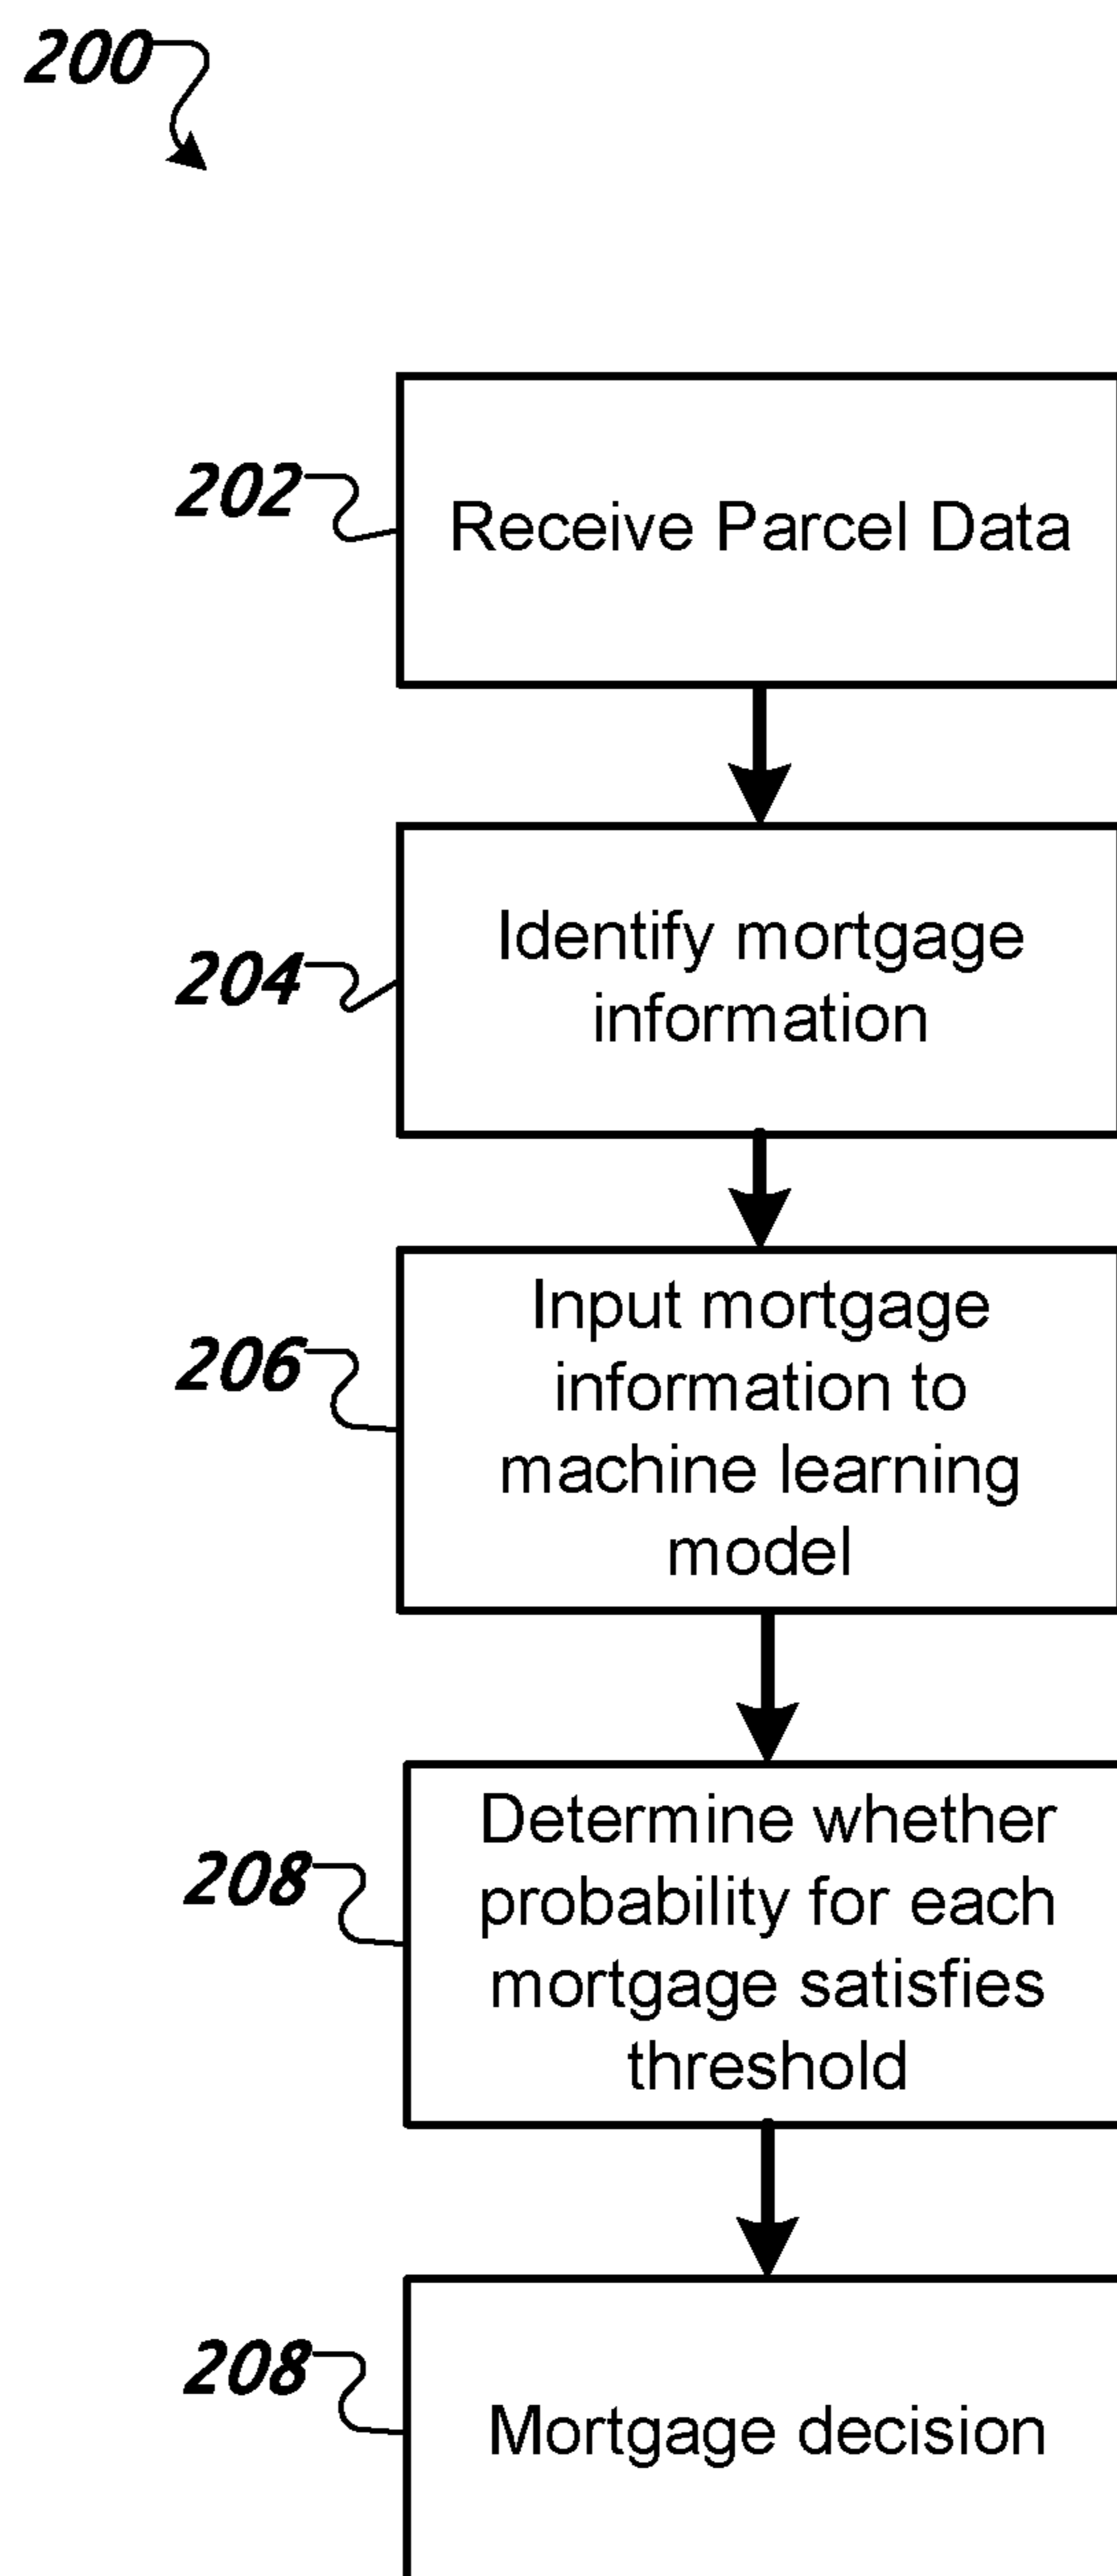 200
202
Receive Parcel Data
204
Identify mortgage
information
206
Input mortgage
information to
machine learning
model
208
Determine whether
probability for each
mortgage satisfies
threshold
208
Mortgage decision